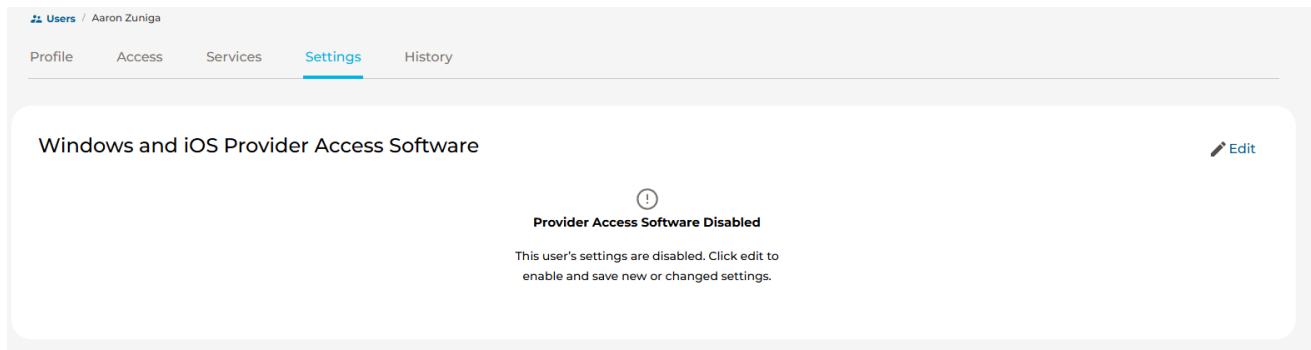 Users / Aaron Zuniga
Profile Access Services Settings History
Windows and iOS Provider Access Software
Edit
Provider Access Software Disabled
This user's settings are disabled. Click edit to
enable and save new or changed settings.